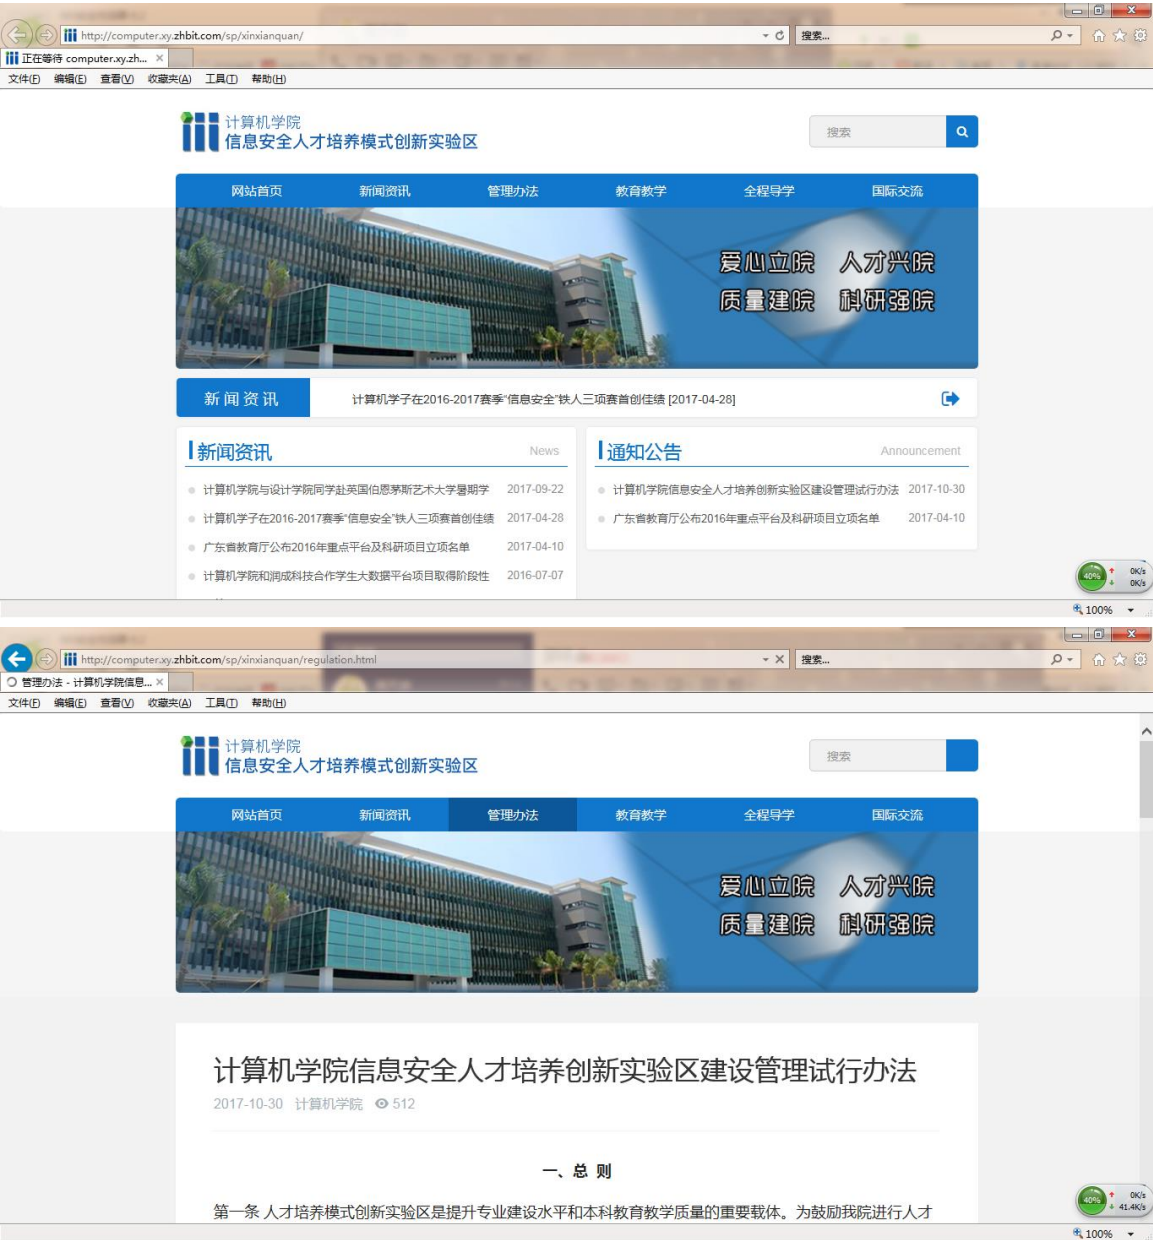 http://computer.xy.zhbit.com/sp/xinxianquan/
搜索...
正在等待 computer.xy.zh...
文件(F) 编辑(E) 查看(V) 收藏夹(A) 工具(T) 帮助(H)
计算机学院
信息安全人才培养模式创新实验区
搜索
网站首页 新闻资讯 管理办法 教育教学 全程导学 国际交流
爱心立院 人才兴院
质量建院 科研强院
新闻资讯
计算机学子在2016-2017赛季“信息安全”铁人三项赛首创佳绩 [2017-04-28]
新闻资讯 News
计算机学院与设计学院同学赴英国伯恩茅斯艺术大学暑期学 2017-09-22
计算机学子在2016-2017赛季“信息安全”铁人三项赛首创佳绩 2017-04-28
广东省教育厅公布2016年重点平台及科研项目立项名单 2017-04-10
计算机学院和润成科技合作学生大数据平台项目取得阶段性 2016-07-07
通知公告 Announcement
计算机学院信息安全人才培养创新实验区建设管理试行办法 2017-10-30
广东省教育厅公布2016年重点平台及科研项目立项名单 2017-04-10
40%
0K/s
0K/s
100%
http://computer.xy.zhbit.com/sp/xinxianquan/regulation.html
搜索...
管理办法 - 计算机学院信息...
文件(F) 编辑(E) 查看(V) 收藏夹(A) 工具(T) 帮助(H)
计算机学院
信息安全人才培养模式创新实验区
搜索
网站首页 新闻资讯 管理办法 教育教学 全程导学 国际交流
爱心立院 人才兴院
质量建院 科研强院
计算机学院信息安全人才培养创新实验区建设管理试行办法
2017-10-30 计算机学院 512
一、总 则
第一条 人才培养模式创新实验区是提升专业建设水平和本科教育教学质量的重要载体。为鼓励我院进行人才
40%
0K/s
41.4K/s
100%